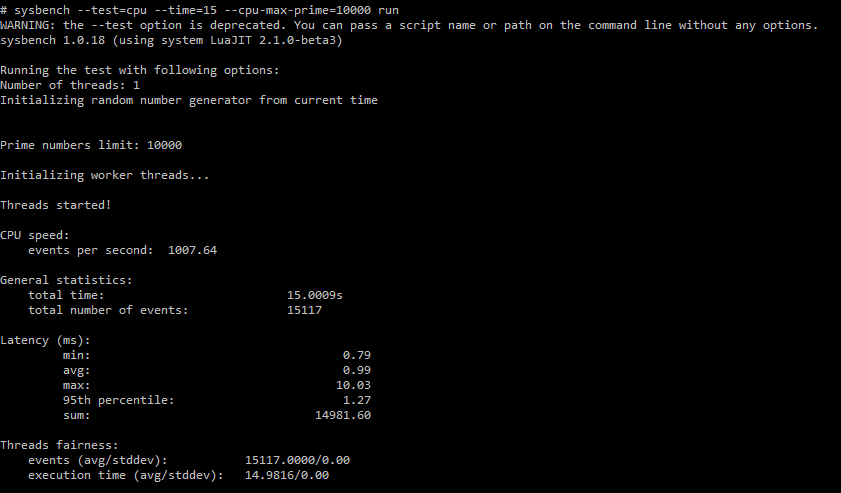 # sysbench --test=cpu --time=15 --cpu-max-prime=10000 run
WARNING: the --test option is deprecated. You can pass a script name or path on the command line without any options.
sysbench 1.0.18 (using system LuaJIT 2.1.0-beta3)
Running the test with following options:
Number of threads: 1
Initializing random number generator from current time
Prime numbers limit: 10000
Initializing worker threads...
Threads started!
CPU speed:
events per second: 1007.64
General statistics:
total time: 15.0009s
total number of events: 15117
Latency (ms):
min: 0.79
avg: 0.99
max: 10.03
95th percentile: 1.27
sum: 14981.60
Threads fairness:
events (avg/stddev): 15117.0000/0.00
execution time (avg/stddev): 14.9816/0.00